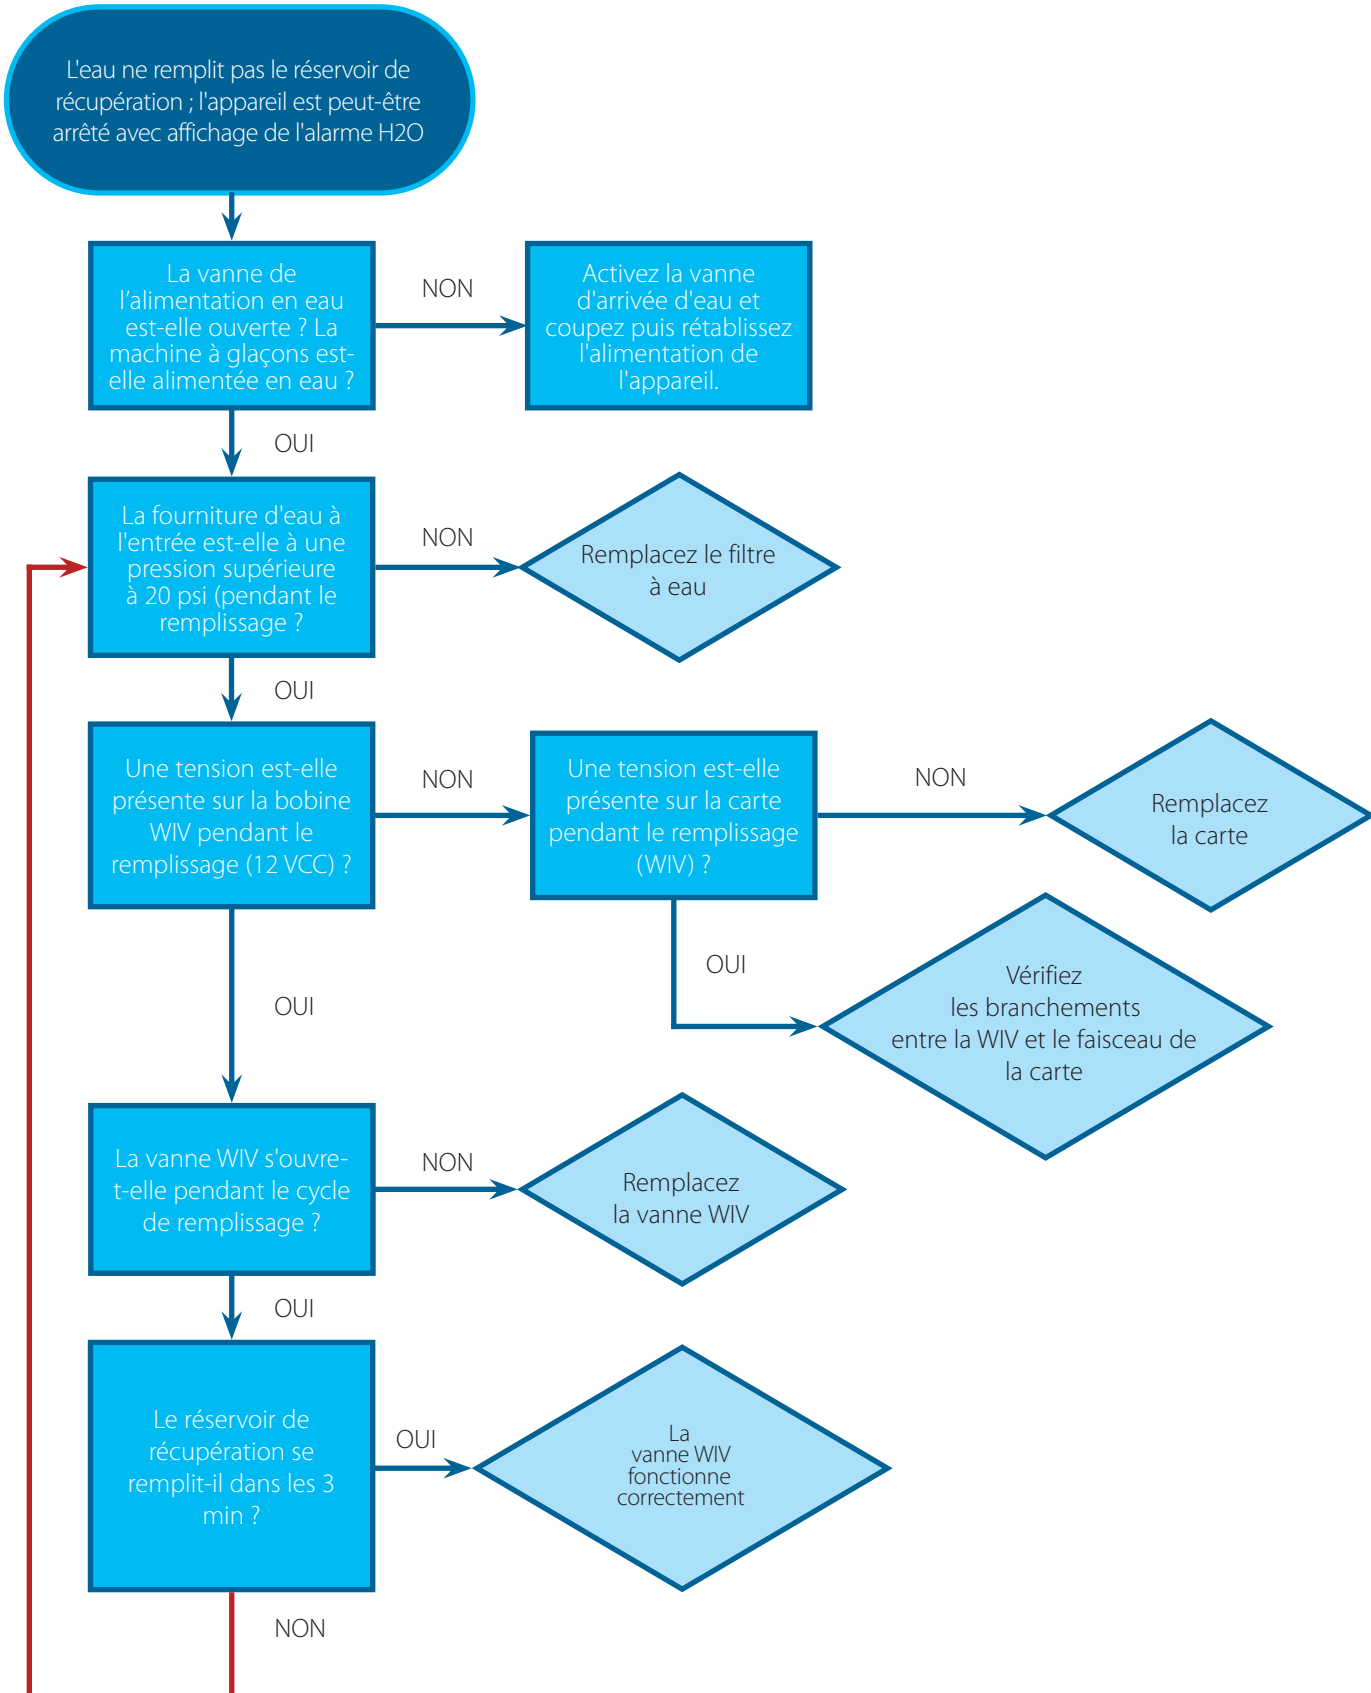 L'eau ne remplit pas le réservoir de
récupération ; l'appareil est peut-être
arrêté avec affichage de l'alarme H2O
La vanne de
l'alimentation en eau
est-elle ouverte ? La
machine à glaçons est-
elle alimentée en eau ?
NON
Activez la vanne
d'arrivée d'eau et
coupez puis rétablissez
l'alimentation de
l'appareil.
OUI
La fourniture d'eau à
l'entrée est-elle à une
pression supérieure
à 20 psi (pendant le
remplissage ?
NON
Remplacez le filtre
à eau
OUI
Une tension est-elle
présente sur la bobine
WIV pendant le
remplissage (12 VCC) ?
NON
Une tension est-elle
présente sur la carte
pendant le remplissage
(WIV) ?
NON
Remplacez
la carte
OUI
Vérifiez
les branchements
entre la WIV et le faisceau de
la carte
OUI
La vanne WIV s'ouvre-
t-elle pendant le cycle
de remplissage ?
NON
Remplacez
la vanne WIV
OUI
Le réservoir de
récupération se
remplit-il dans les 3
min ?
OUI
La
vanne WIV
fonctionne
correctement
NON